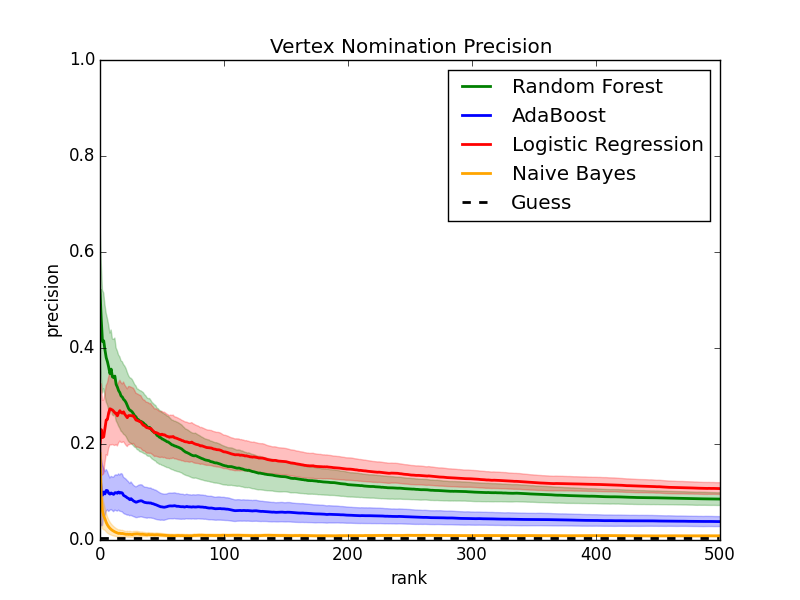 Vertex Nomination Precision
1.0
0.8
0.6
0.4
0.2
0.0
precision
Random Forest
AdaBoost
Logistic Regression
Naive Bayes
Guess
0 100 200 300 400 500
rank